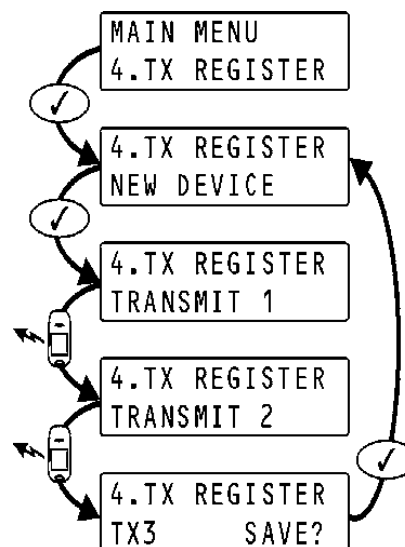 MAIN MENU
4.TX REGISTER
4.TX REGISTER
NEW DEVICE
4.TX REGISTER
TRANSMIT 1
4.TX REGISTER
TRANSMIT 2
4.TX REGISTER
TX3 SAVE?